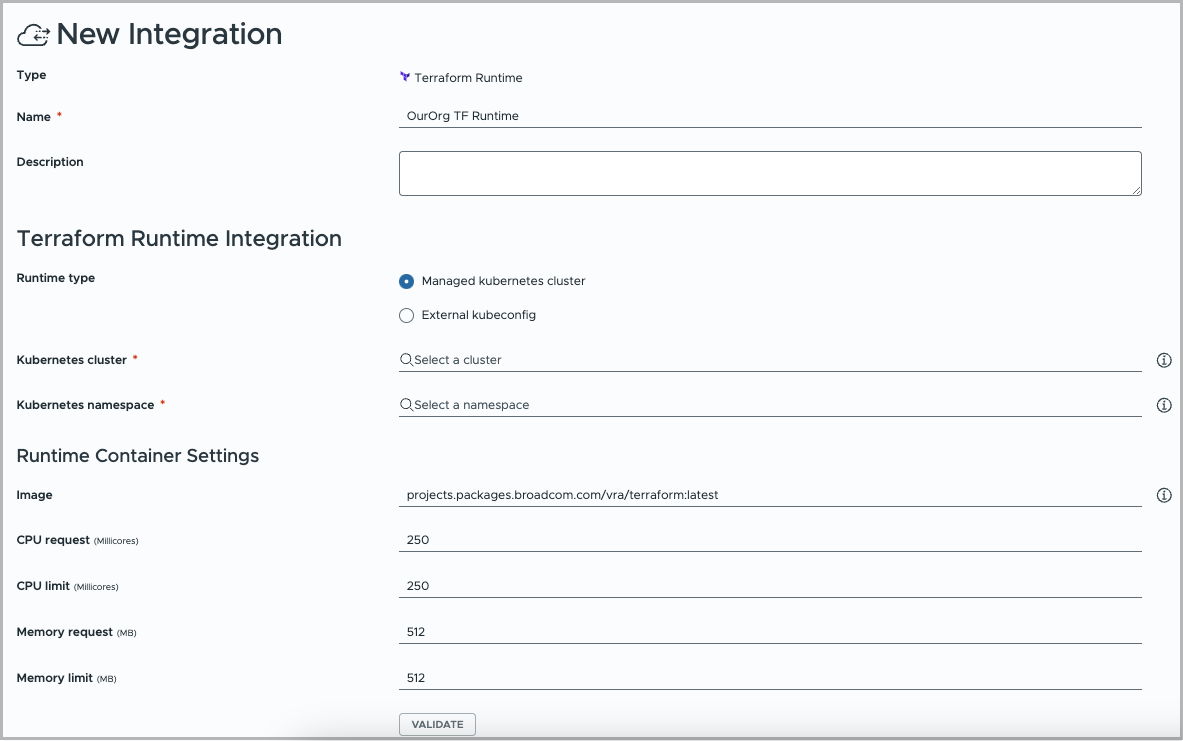 New Integration
Type
Terraform Runtime
Name *
OurOrg TF Runtime
Description
Terraform Runtime Integration
Runtime type
Managed kubernetes cluster
External kubeconfig
Kubernetes cluster *
Select a cluster
Kubernetes namespace *
Select a namespace
Runtime Container Settings
Image
projects.packages.broadcom.com/vra/terraform:latest
CPU request (Millicores)
250
CPU limit (Millicores)
250
Memory request (MB)
512
Memory limit (MB)
512
VALIDATE